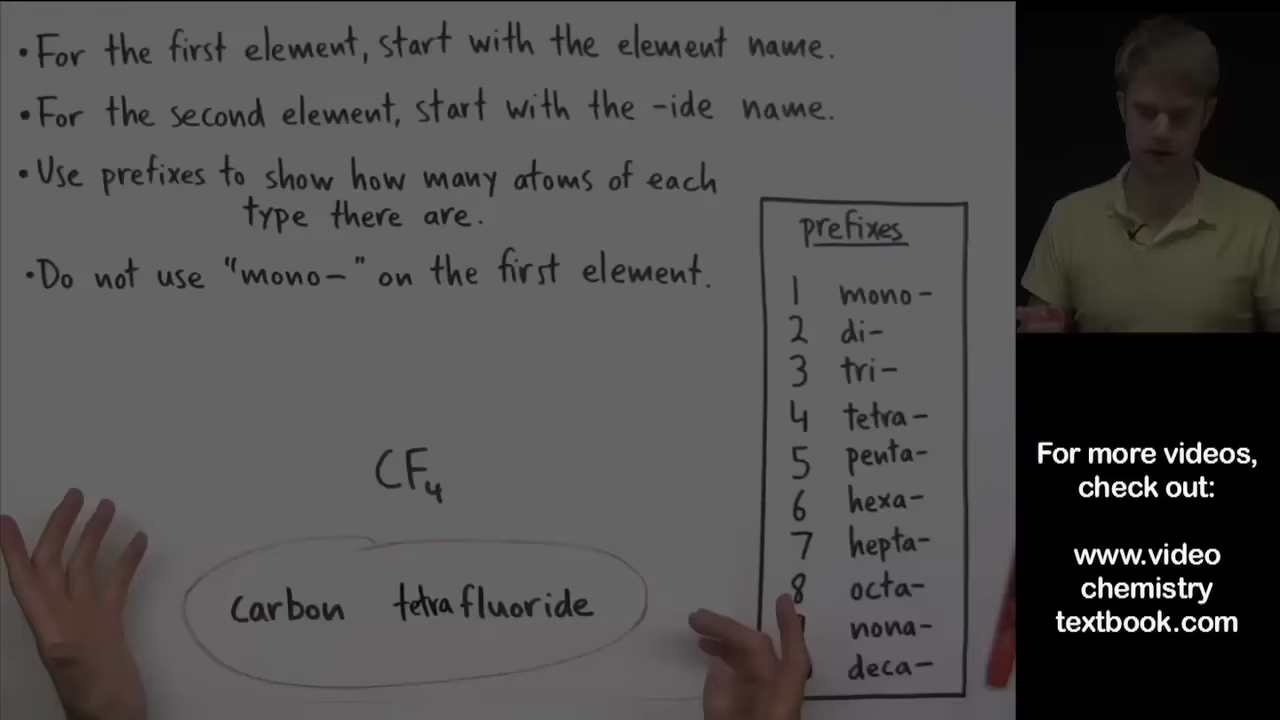 •For the first element, start with the element name.
•For the second element, start with the -ide name.
•Use prefixes to show how many atoms of each
type there are.
•Do not use "mono-" on the first element.
prefixes
1 mono-
2 di-
3 tri-
4 tetra-
5 penta-
6 hexa-
7 hepta-
8 octa-
nona-
deca-
CF₄
carbon tetrafluoride
For more videos,
check out:
www.video
chemistry
textbook.com